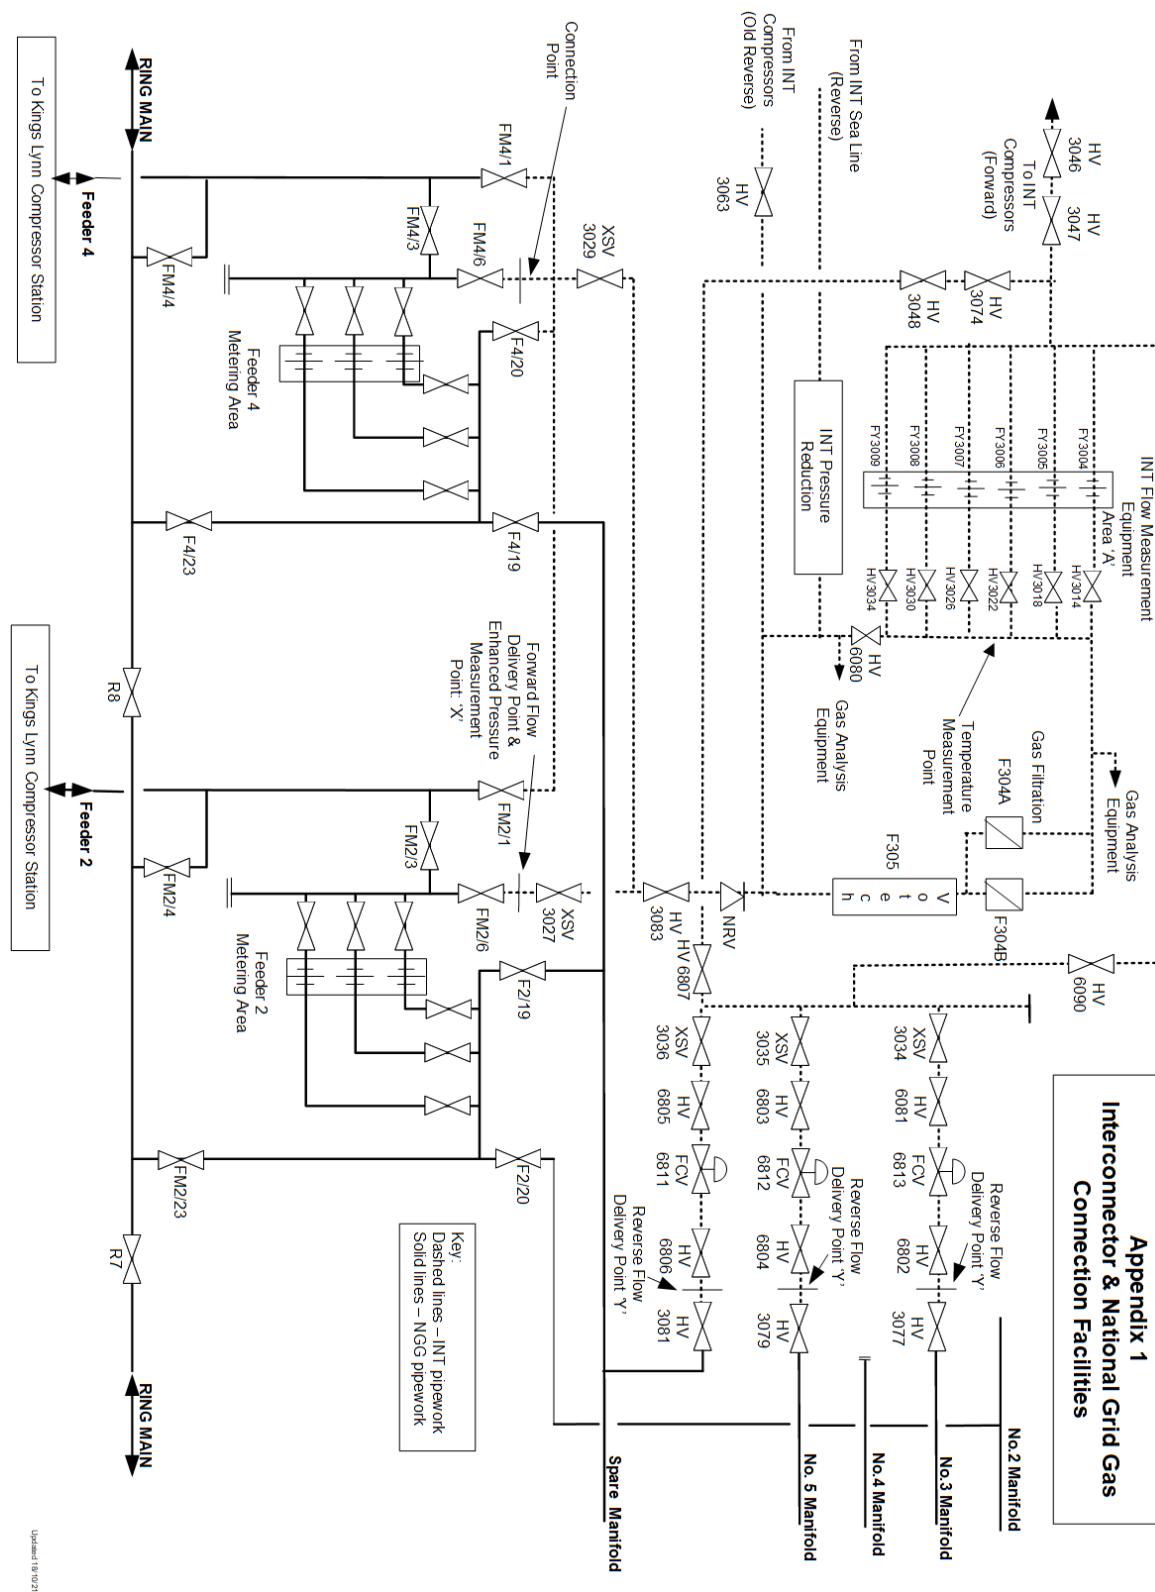 Appendix 1
Interconnector & National Grid Gas
Connection Facilities
HV
3046
HV
3047
To INT
Compressors
(Forward)
From INT Sea Line
(Reverse)
From INT
Compressors
(Old Reverse)
HV
3063
HV
3048
HV
3074
INT Flow Measurement
Equipment
Area ‘A’
FY3004
FY3005
FY3006
FY3007
FY3008
FY3009
HV3014
HV3018
HV3022
HV3026
HV3030
HV3034
INT Pressure
Reduction
HV
6080
Gas Analysis
Equipment
Temperature
Measurement
Point
Gas Filtration
F304A
F304B
Gas Analysis
Equipment
F305
Vortech
NRV
HV
3083
HV 6807
HV
6090
XSV
3034
HV
6081
FCV
6813
HV
6802
HV
3077
Reverse Flow
Delivery Point ‘Y’
XSV
3035
HV
6803
FCV
6812
HV
6804
HV
3079
Reverse Flow
Delivery Point ‘Y’
XSV
3036
HV
6805
FCV
6811
HV
6806
HV
3081
Reverse Flow
Delivery Point ‘Y’
No.2 Manifold
No.3 Manifold
No.4 Manifold
No. 5 Manifold
Spare Manifold
Connection
Point
XSV
3029
FM4/1
FM4/3
FM4/6
FM4/4
F4/20
Feeder 4
Metering Area
F4/19
F4/23
Forward Flow
Delivery Point &
Enhanced Pressure
Measurement
Point: ‘X’
FM2/1
FM2/3
FM2/6
XSV
3027
FM2/4
Feeder 2
Metering Area
F2/19
F2/20
FM2/23
R8
R7
RING MAIN
RING MAIN
Feeder 4
To Kings Lynn Compressor Station
Feeder 2
To Kings Lynn Compressor Station
Key:
Dashed lines – INT pipework
Solid lines – NGG pipework
Updated 18/10/21